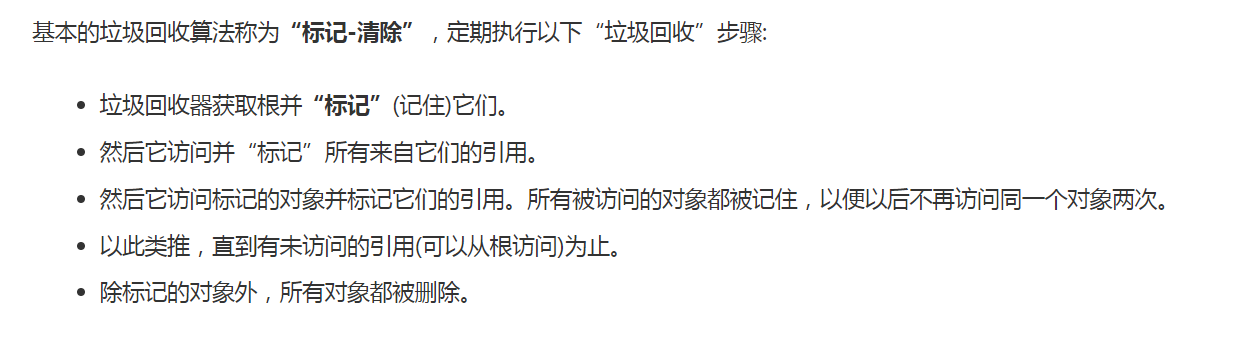 基本的垃圾回收算法称为“标记-清除”，定期执行以下“垃圾回收”步骤:
• 垃圾回收器获取根并“标记”(记住)它们。
• 然后它访问并“标记”所有来自它们的引用。
• 然后它访问标记的对象并标记它们的引用。所有被访问的对象都被记住，以便以后不再访问同一个对象两次。
• 以此类推，直到有未访问的引用(可以从根访问)为止。
• 除标记的对象外，所有对象都被删除。